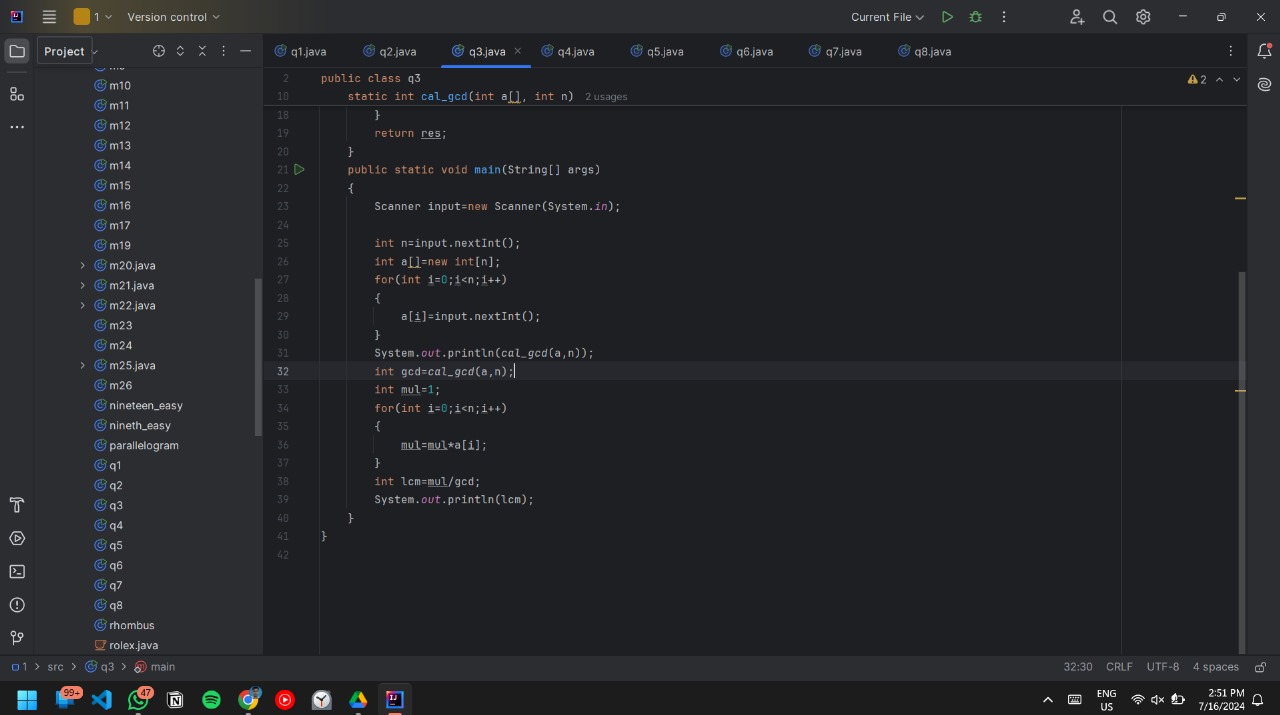 1
Version control
Current File
Project
q1.java
q2.java
q3.java
q4.java
q5.java
q6.java
q7.java
q8.java
m10
m11
m12
m13
m14
m15
m16
m17
m19
m20.java
m21.java
m22.java
m23
m24
m25.java
m26
nineteen_easy
nineth_easy
parallelogram
q1
q2
q3
q4
q5
q6
q7
q8
rhombus
rolex.java
2 public class q3
10 static int cal_gcd(int a[], int n) 2 usages
2
18 }
19 return res;
20 }
21 public static void main(String[] args)
22 {
23 Scanner input=new Scanner(System.in);
24
25 int n=input.nextInt();
26 int a[]=new int[n];
27 for(int i=0;i<n;i++)
28 {
29 a[i]=input.nextInt();
30 }
31 System.out.println(cal_gcd(a,n));
32 int gcd=cal_gcd(a,n);
33 int mul=1;
34 for(int i=0;i<n;i++)
35 {
36 mul=mul*a[i];
37 }
38 int lcm=mul/gcd;
39 System.out.println(lcm);
40 }
41 }
42
1 > src > q3 > main
32:30 CRLF UTF-8 4 spaces
99+
47
ENG
US
2:51 PM
7/16/2024